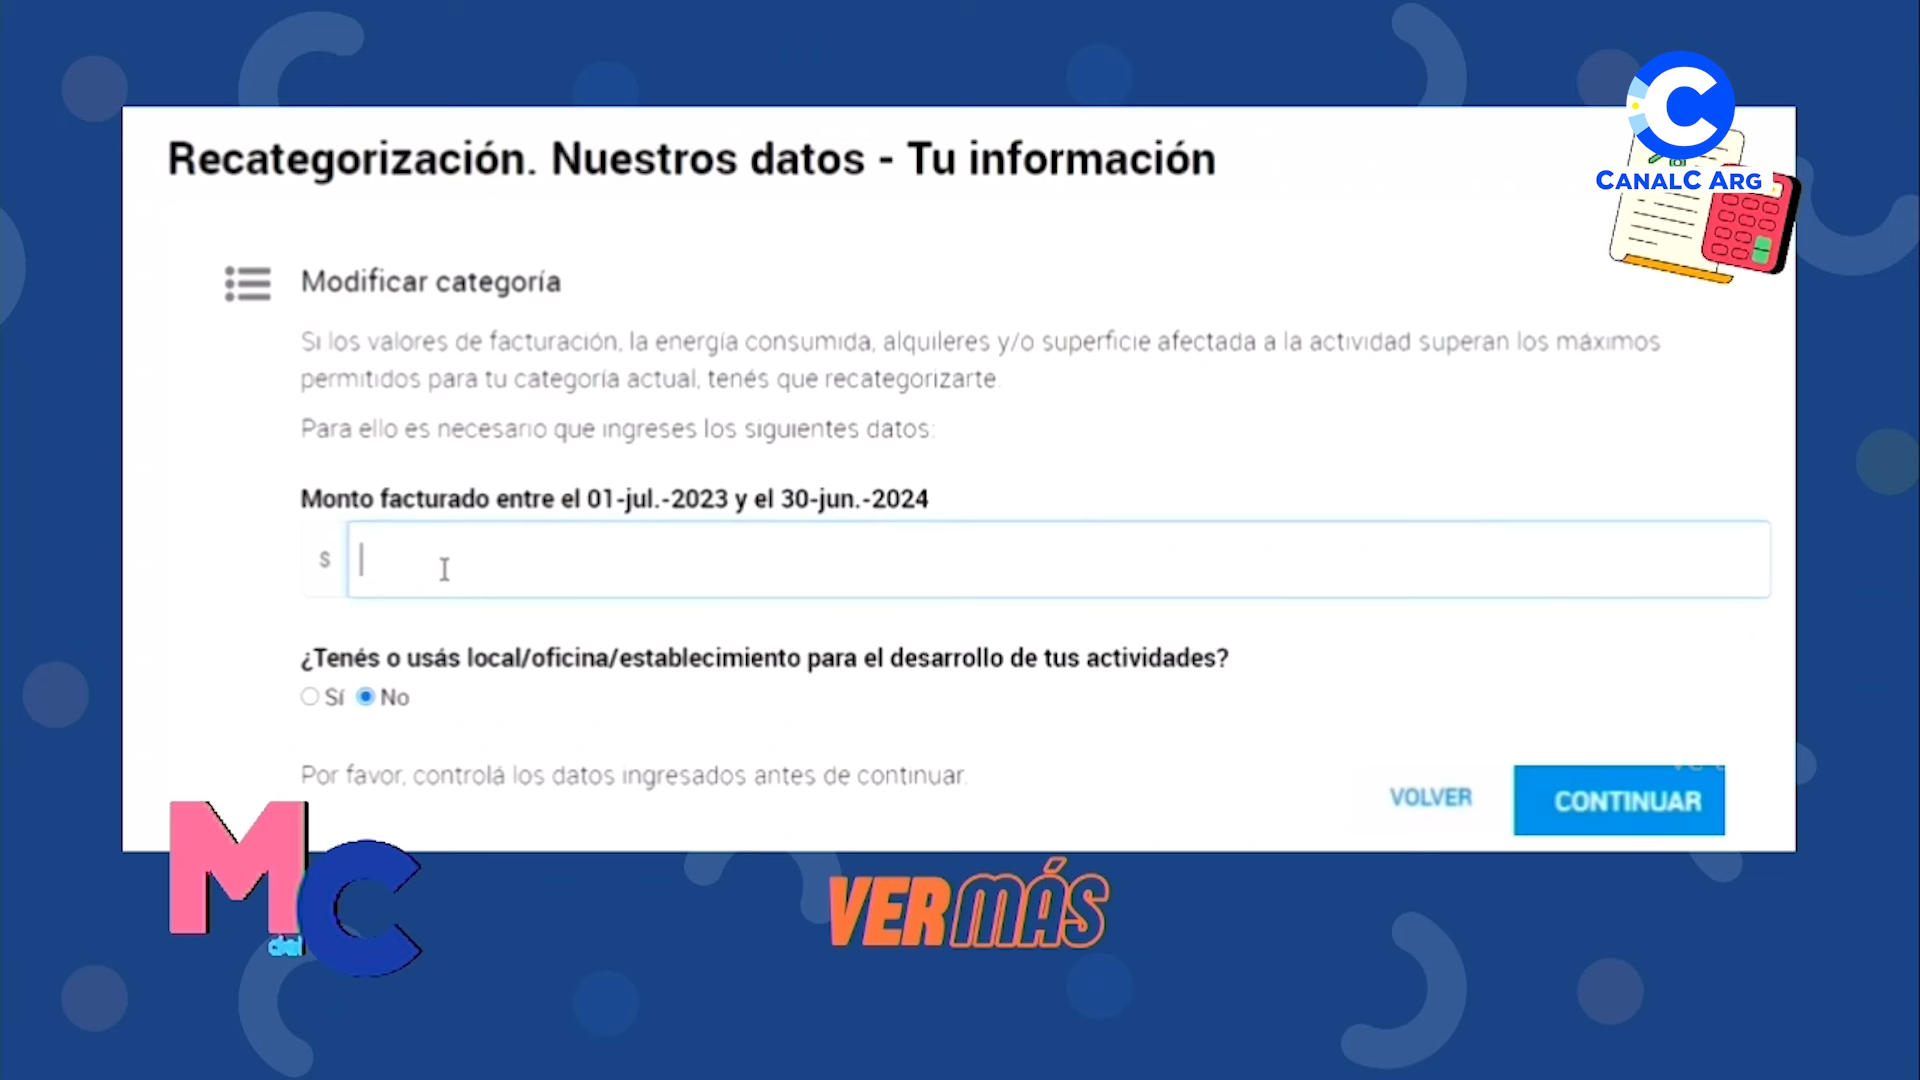 CANALC ARG
Recategorización. Nuestros datos - Tu información
Modificar categoría
Si los valores de facturación, la energía consumida, alquileres y/o superficie afectada a la actividad superan los máximos
permitidos para tu categoría actual, tenés que recategorizarte.
Para ello es necesario que ingreses los siguientes datos:
Monto facturado entre el 01-jul.-2023 y el 30-jun.-2024
$
¿Tenés o usás local/oficina/establecimiento para el desarrollo de tus actividades?
Sí No
Por favor, controlá los datos ingresados antes de continuar.
VOLVER
CONTINUAR
M del C
VERMÁS